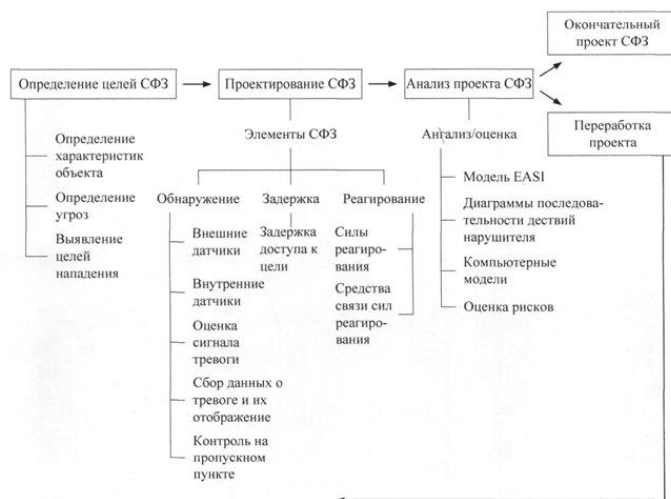 Окончательный
проект СФЗ
Определение целей СФЗ
Проектирование СФЗ
Анализ проекта СФЗ
Переработка
проекта
Определение
характеристик
объекта
Определение
угроз
Выявление
целей
нападения
Элементы СФЗ
Обнаружение
Задержка
Реагирование
Внешние
датчики
Внутренние
датчики
Оценка
сигнала
тревоги
Сбор данных о
тревоге и их
отображение
Контроль на
пропускном
пункте
Задержка
доступа к
цели
Силы
реагиро-
вания
Средства
связи сил
реагиро-
вания
Ангализ/оценка
Модель EASI
Диаграммы последова-
тельности дествий
нарушителя
Компьютерные
модели
Оценка рисков